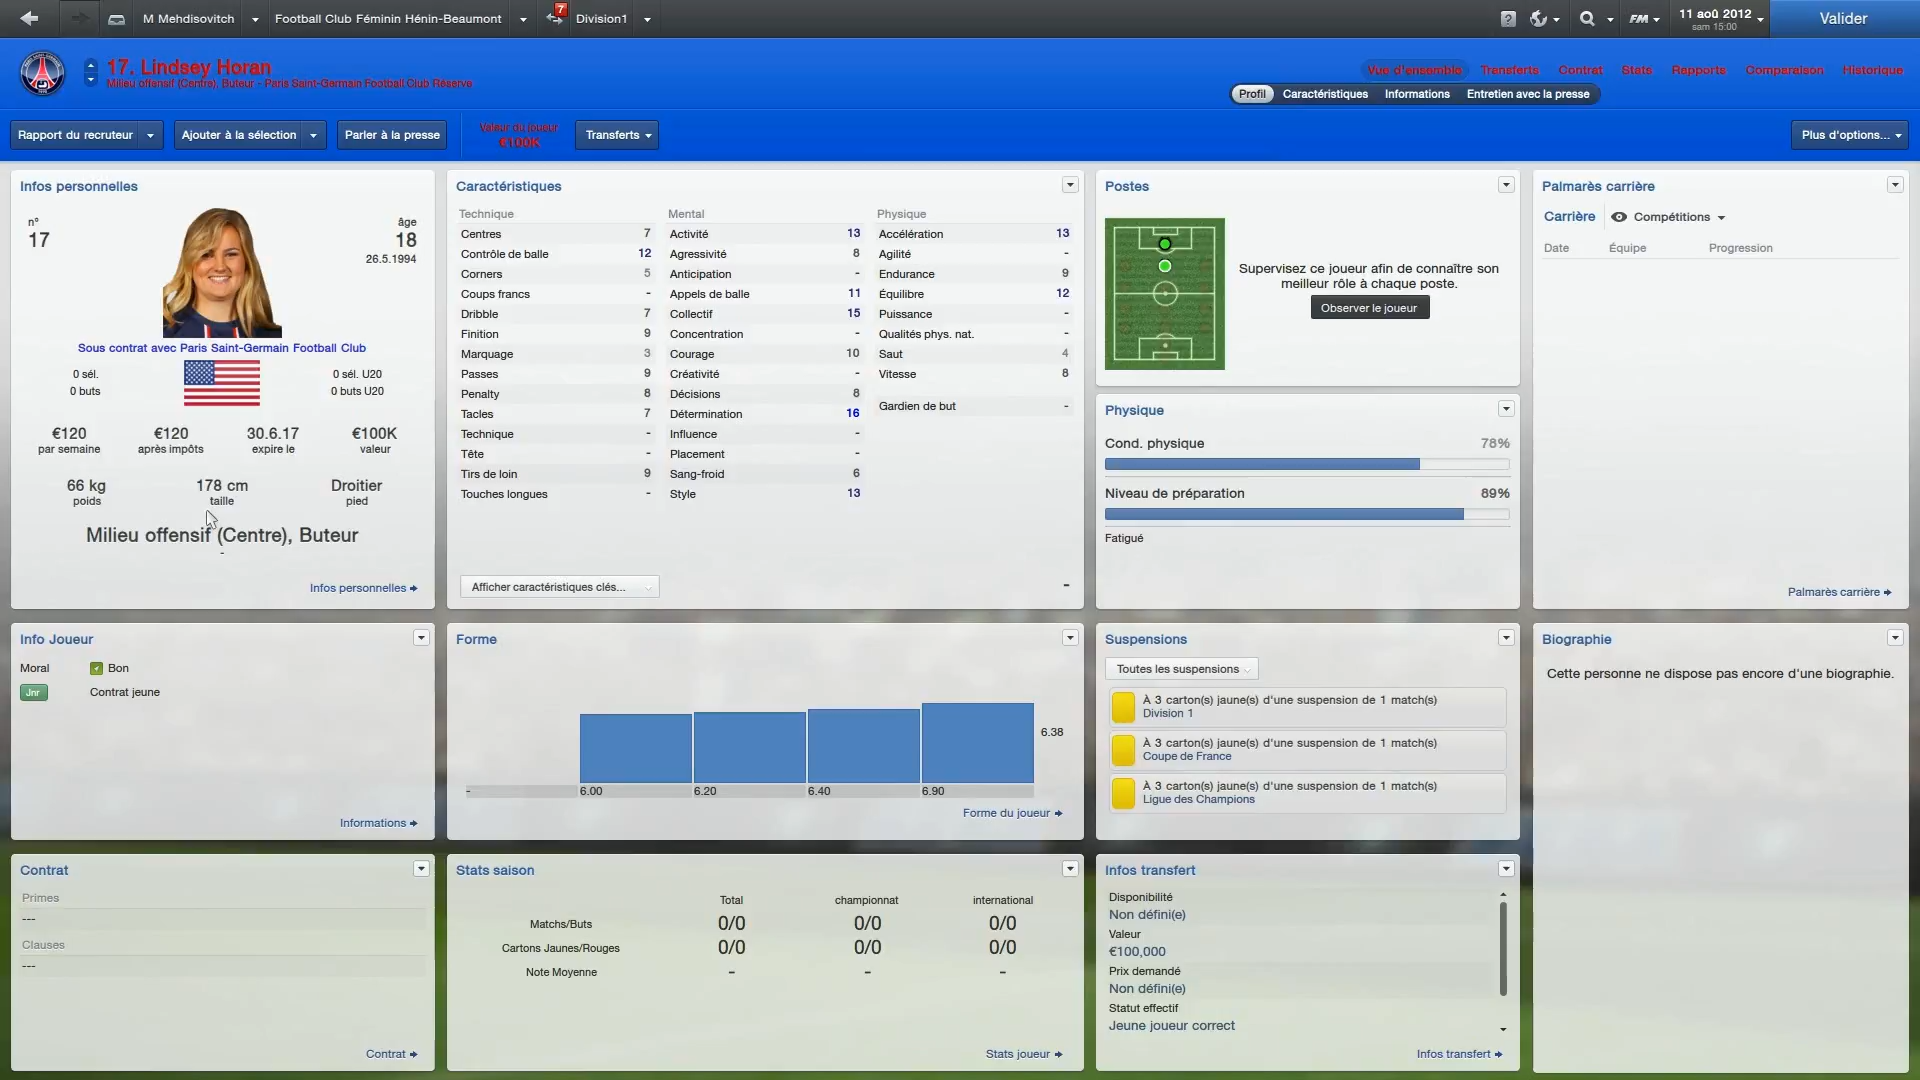 M Mehdisovitch
Football Club Féminin Hénin-Beaumont
7
Division1
?
FM
11 aoû 2012
sam 15:00
Valider
17. Lindsey Horan
Milieu offensif (Centre), Buteur - Paris Saint-Germain Football Club Réserve
Vue d'ensemble
Transferts
Contrat
Stats
Rapports
Comparaison
Historique
Profil
Caractéristiques
Informations
Entretien avec la presse
Rapport du recruteur
Ajouter à la sélection
Parler à la presse
Valeur du joueur
€100K
Transferts
Plus d'options...
Infos personnelles
n°
17
âge
18
26.5.1994
Sous contrat avec Paris Saint-Germain Football Club
0 sél.
0 buts
0 sél. U20
0 buts U20
€120
par semaine
€120
après impôts
30.6.17
expire le
€100K
valeur
66 kg
poids
178 cm
taille
Droitier
pied
Milieu offensif (Centre), Buteur
-
Infos personnelles
Caractéristiques
Technique
Centres 7
Contrôle de balle 12
Corners 5
Coups francs -
Dribble 7
Finition 9
Marquage 3
Passes 9
Penalty 8
Tacles 7
Technique -
Tête -
Tirs de loin 9
Touches longues -
Mental
Activité 13
Agressivité 8
Anticipation -
Appels de balle 11
Collectif 15
Concentration -
Courage 10
Créativité -
Décisions 8
Détermination 16
Influence -
Placement -
Sang-froid 6
Style 13
Physique
Accélération 13
Agilité -
Endurance 9
Équilibre 12
Puissance -
Qualités phys. nat. -
Saut 4
Vitesse 8
Gardien de but -
Afficher caractéristiques clés...
-
Postes
Supervisez ce joueur afin de connaître son
meilleur rôle à chaque poste.
Observer le joueur
Physique
Cond. physique 78%
Niveau de préparation 89%
Fatigué
Palmarès carrière
Carrière
Compétitions
Date
Équipe
Progression
Palmarès carrière
Info Joueur
Moral Bon
Jnr Contrat jeune
Informations
Forme
6.38
- 6.00 6.20 6.40 6.90
Forme du joueur
Suspensions
Toutes les suspensions
À 3 carton(s) jaune(s) d'une suspension de 1 match(s)
Division 1
À 3 carton(s) jaune(s) d'une suspension de 1 match(s)
Coupe de France
À 3 carton(s) jaune(s) d'une suspension de 1 match(s)
Ligue des Champions
Biographie
Cette personne ne dispose pas encore d'une biographie.
Contrat
Primes
---
Clauses
---
Contrat
Stats saison
Total championnat international
Matchs/Buts 0/0 0/0 0/0
Cartons Jaunes/Rouges 0/0 0/0 0/0
Note Moyenne - - -
Stats joueur
Infos transfert
Disponibilité
Non défini(e)
Valeur
€100,000
Prix demandé
Non défini(e)
Statut effectif
Jeune joueur correct
Infos transfert